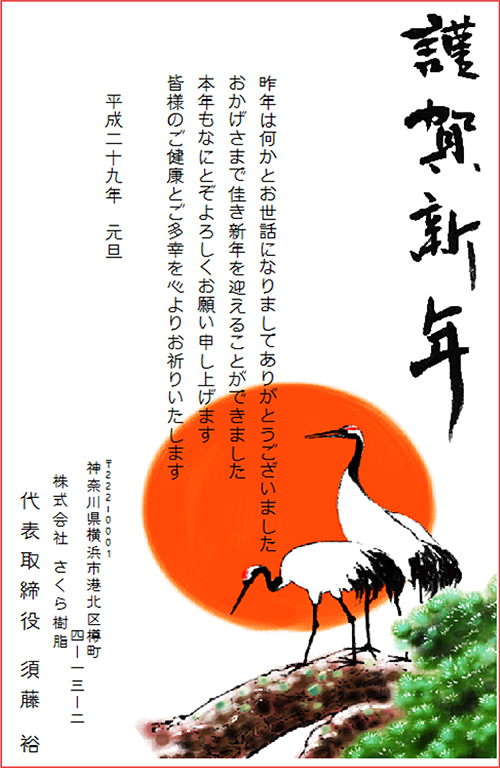 謹賀新年
昨年は何かとお世話になりましてありがとうございました
おかげさまで佳き新年を迎えることができました
本年もなにとぞよろしくお願い申し上げます
皆様のご健康とご多幸を心よりお祈りいたします
平成二十九年 元旦
〒222-0001
神奈川県横浜市港北区樽町
四ー一三ー二
株式会社 さくら樹脂
代表取締役 須藤 裕